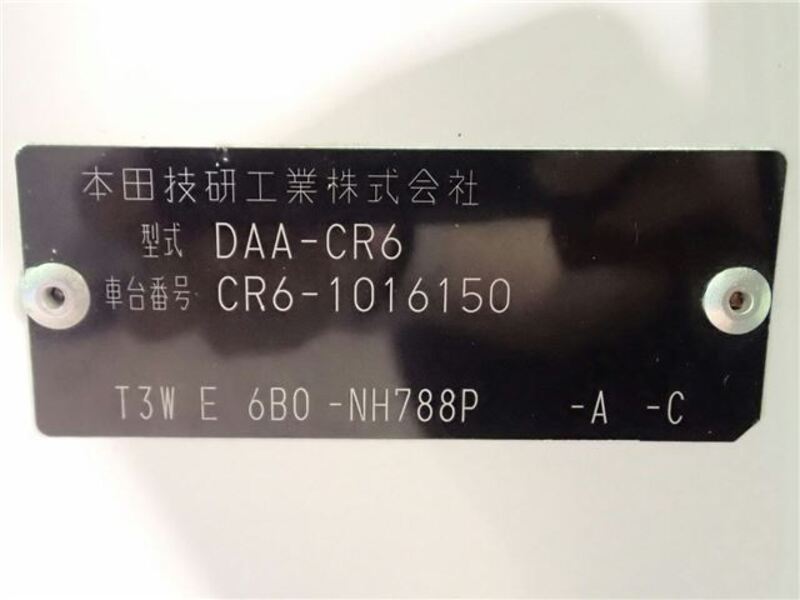 本田技研工業株式会社
型式 DAA-CR6
車台番号 CR6-1016150
T3W E 6B0 -NH788P -A -C